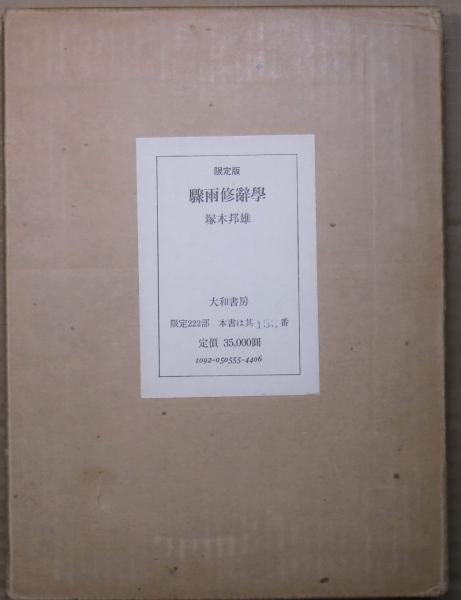 限定版
驟雨修辭學
塚本邦雄
大和書房
限定222部 本書は其 番
定價 35,000圓
1092-050555-4406